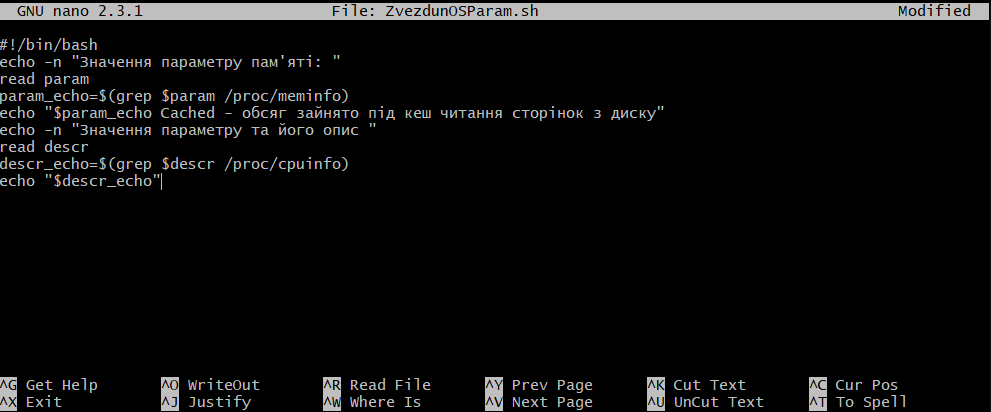 GNU nano 2.3.1 File: ZvezdunOSParam.sh Modified
#!/bin/bash
echo -n "Значення параметру пам'яті: "
read param
param_echo=$(grep $param /proc/meminfo)
echo "$param_echo Cached - обсяг зайнято під кеш читання сторінок з диску"
echo -n "Значення параметру та його опис "
read descr
descr_echo=$(grep $descr /proc/cpuinfo)
echo "$descr_echo"
^G Get Help ^O WriteOut ^R Read File ^Y Prev Page ^K Cut Text ^C Cur Pos
^X Exit ^J Justify ^W Where Is ^V Next Page ^U UnCut Text ^T To Spell